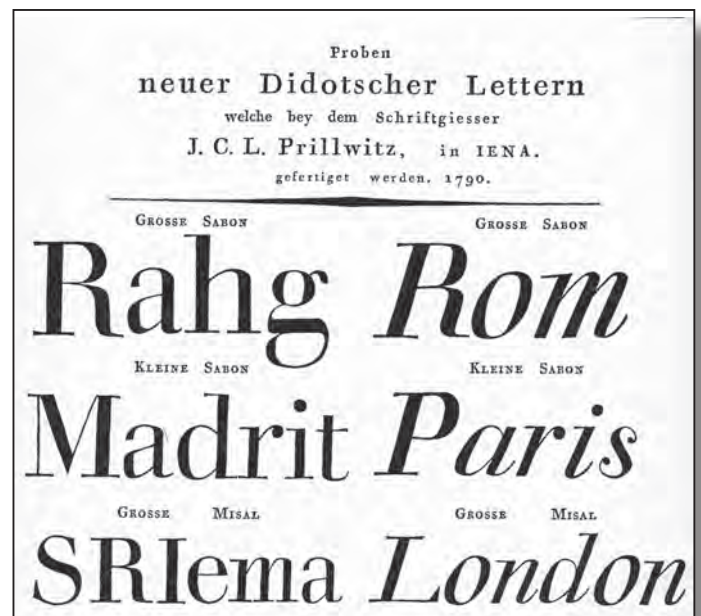 Proben
neuer Didotscher Lettern
welche bey dem Schriftgiesser
J. C. L. Prillwitz, in IENA.
gefertiget werden. 1790.
GROSSE SABON GROSSE SABON
Rahg Rom
KLEINE SABON KLEINE SABON
Madrit Paris
GROSSE MISAL GROSSE MISAL
SRIema London